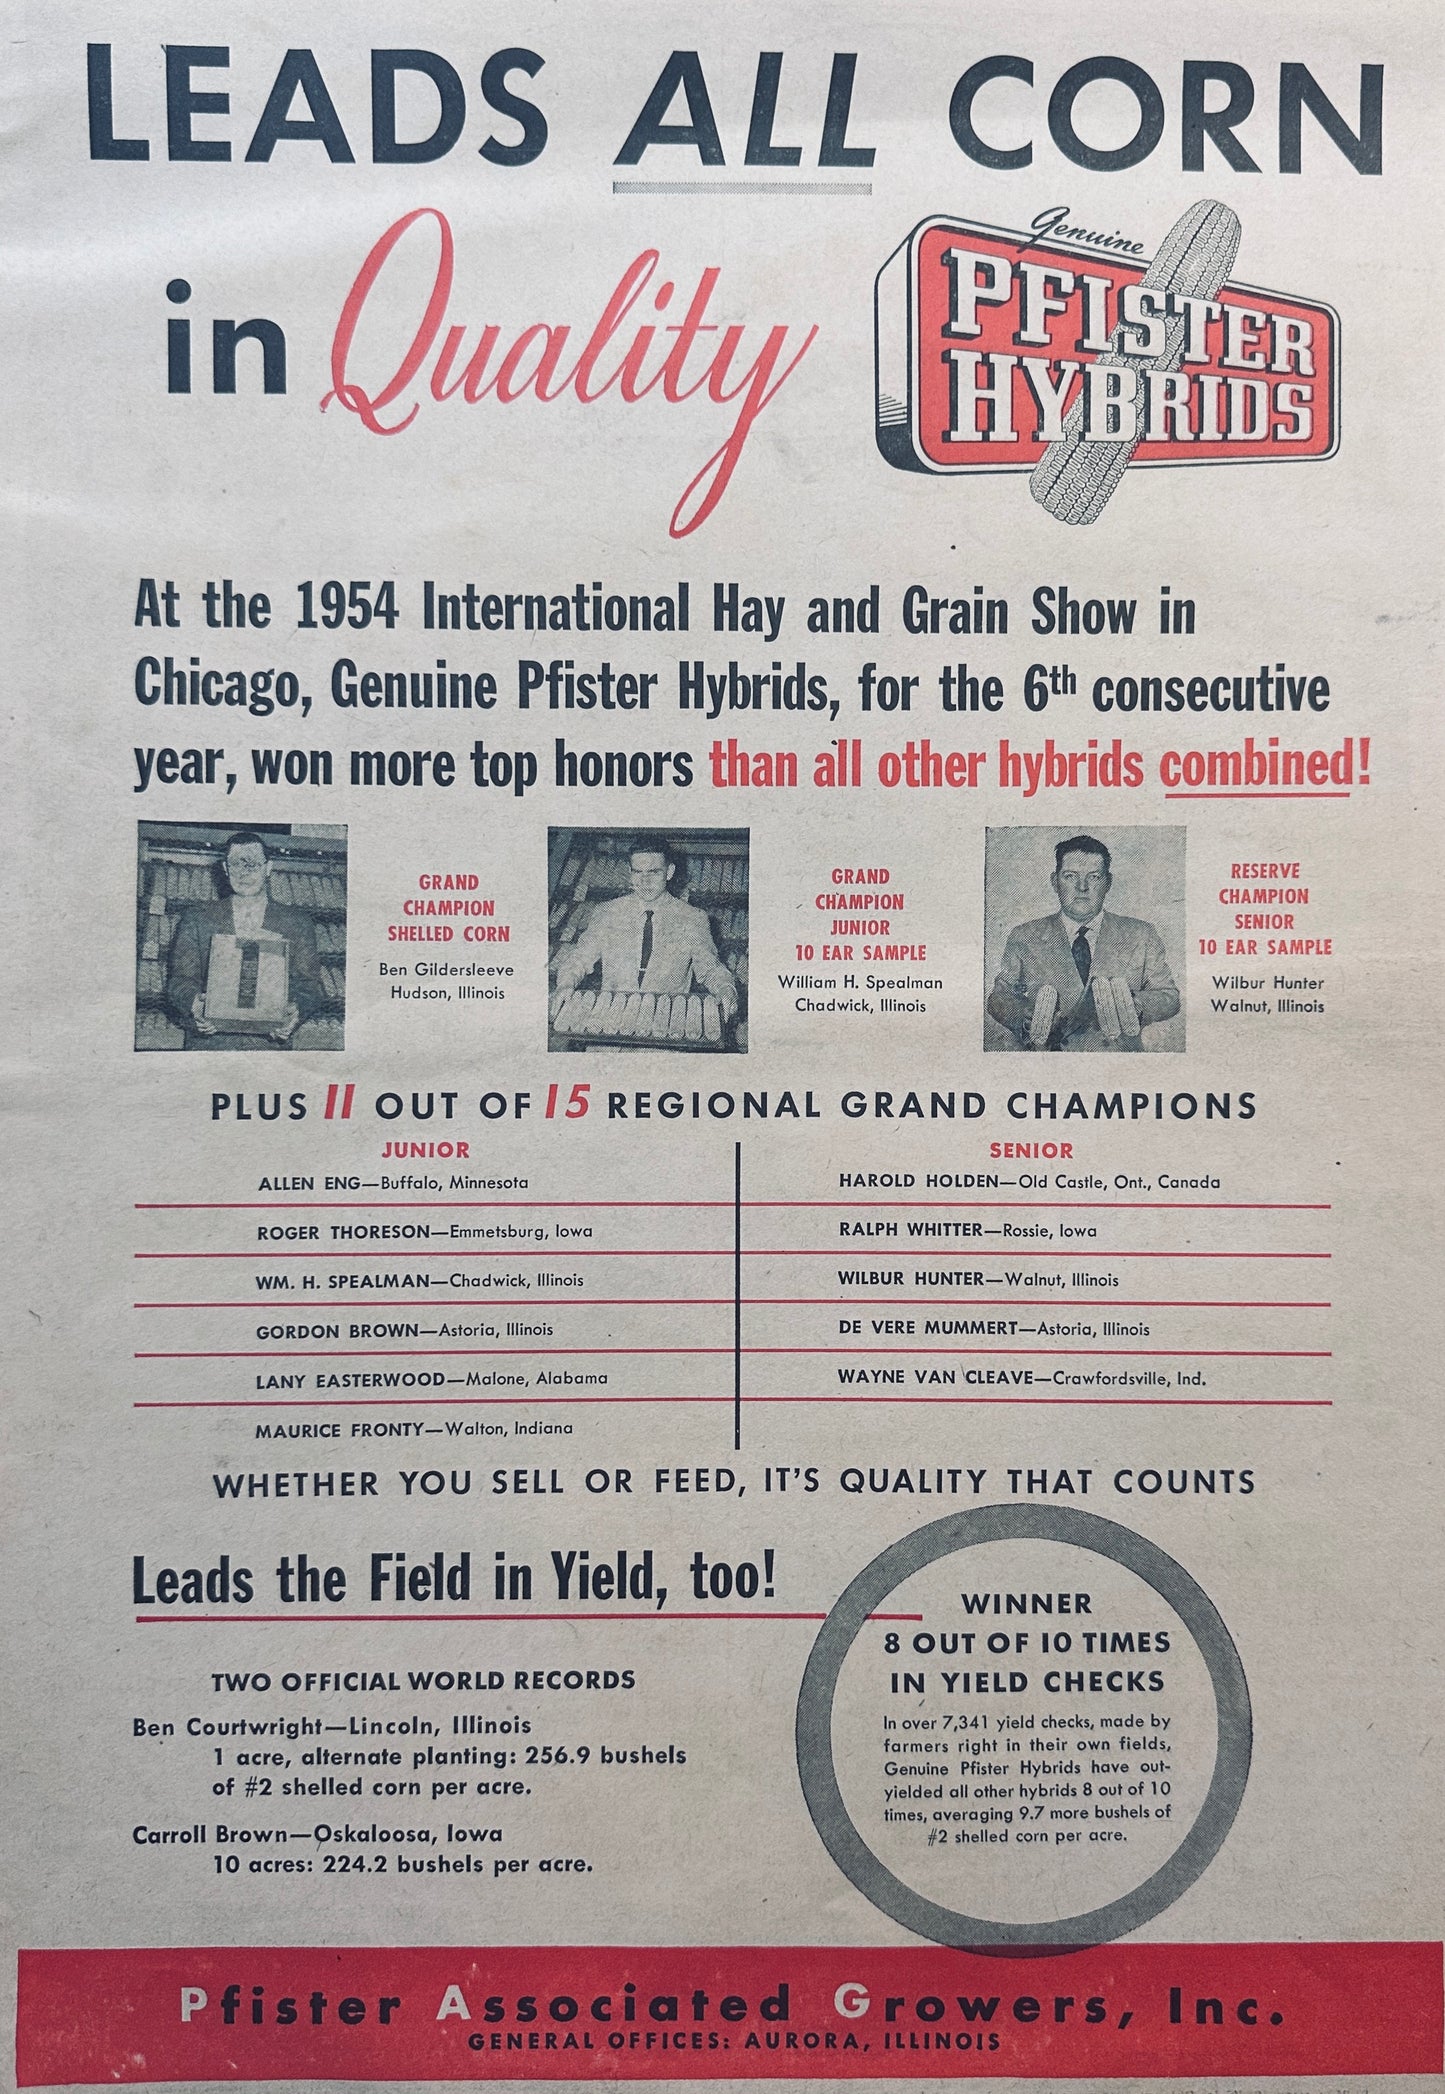 LEADS ALL CORN
in Quality
Genuine
PFISTER
HYBRIDS
At the 1954 International Hay and Grain Show in
Chicago, Genuine Pfister Hybrids, for the 6th consecutive
year, won more top honors than all other hybrids combined!
GRAND
CHAMPION
SHELLED CORN
Ben Gildersleeve
Hudson, Illinois
GRAND
CHAMPION
JUNIOR
10 EAR SAMPLE
William H. Spealman
Chadwick, Illinois
RESERVE
CHAMPION
SENIOR
10 EAR SAMPLE
Wilbur Hunter
Walnut, Illinois
PLUS 11 OUT OF 15 REGIONAL GRAND CHAMPIONS
JUNIOR
ALLEN ENG—Buffalo, Minnesota
ROGER THORESON—Emmetsburg, Iowa
WM. H. SPEALMAN—Chadwick, Illinois
GORDON BROWN—Astoria, Illinois
LANY EASTERWOOD—Malone, Alabama
MAURICE FRONTY—Walton, Indiana
SENIOR
HAROLD HOLDEN—Old Castle, Ont., Canada
RALPH WHITTER—Rossie, Iowa
WILBUR HUNTER—Walnut, Illinois
DE VERE MUMMERT—Astoria, Illinois
WAYNE VAN CLEAVE—Crawfordsville, Ind.
WHETHER YOU SELL OR FEED, IT'S QUALITY THAT COUNTS
Leads the Field in Yield, too!
TWO OFFICIAL WORLD RECORDS
Ben Courtwright—Lincoln, Illinois
1 acre, alternate planting: 256.9 bushels
of #2 shelled corn per acre.
Carroll Brown—Oskaloosa, Iowa
10 acres: 224.2 bushels per acre.
WINNER
8 OUT OF 10 TIMES
IN YIELD CHECKS
In over 7,341 yield checks, made by
farmers right in their own fields,
Genuine Pfister Hybrids have out-
yielded all other hybrids 8 out of 10
times, averaging 9.7 more bushels of
#2 shelled corn per acre.
Pfister Associated Growers, Inc.
GENERAL OFFICES: AURORA, ILLINOIS